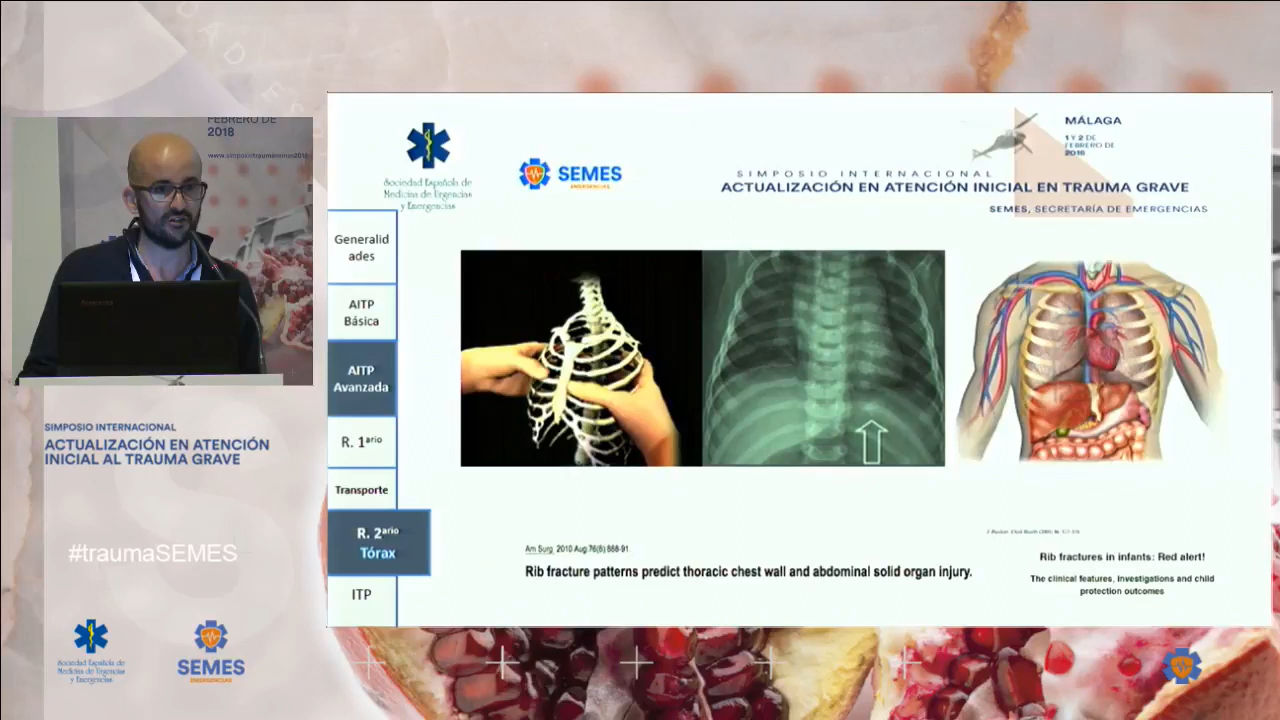 FEBRERO DE
2018
SIMPOSIO INTERNACIONAL
ACTUALIZACIÓN EN ATENCIÓN
INICIAL AL TRAUMA GRAVE
#traumaSEMES
Sociedad Española de
Medicina de Urgencias
y Emergencias
SEMES
EMERGENCIAS
Sociedad Española de
Medicina de Urgencias
y Emergencias
SEMES
EMERGENCIAS
MÁLAGA
1 Y 2 DE
FEBRERO DE
2018
SIMPOSIO INTERNACIONAL
ACTUALIZACIÓN EN ATENCIÓN INICIAL EN TRAUMA GRAVE
SEMES, SECRETARÍA DE EMERGENCIAS
Generalid
ades
AITP
Básica
AITP
Avanzada
R. 1ario
Transporte
R. 2ario
Tórax
ITP
Am Surg. 2010 Aug;76(8):888-91.
Rib fracture patterns predict thoracic chest wall and abdominal solid organ injury.
Rib fractures in infants: Red alert!
The clinical features, investigations and child
protection outcomes